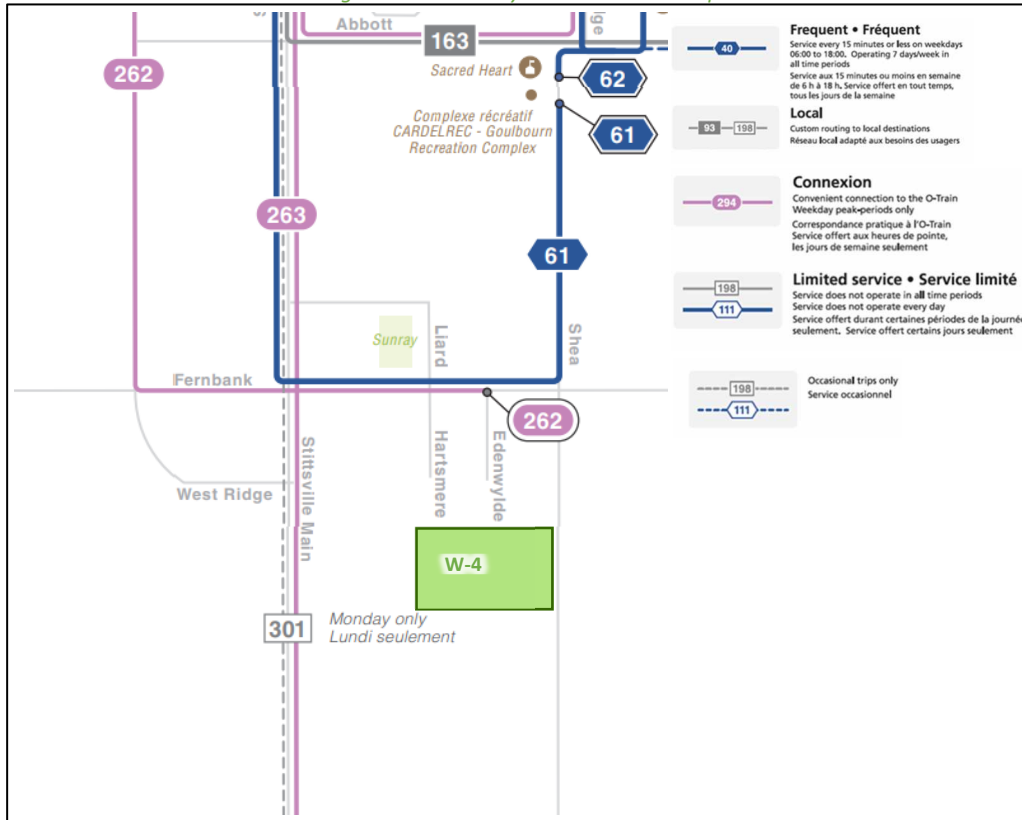 Abbott
163
262
Sacred Heart
62
Complexe récréatif
CARDELREC - Goulbourn
Recreation Complex
61
263
61
Sunray
Liard
Shea
Fernbank
262
Hartsmere
Edenwylde
Stittsville Main
West Ridge
W-4
301
Monday only
Lundi seulement
40
Frequent • Fréquent
Service every 15 minutes or less on weekdays
06:00 to 18:00. Operating 7 days/week in
all time periods
Service aux 15 minutes ou moins en semaine
de 6 h à 18 h. Service offert en tout temps,
tous les jours de la semaine
93
198
Local
Custom routing to local destinations
Réseau local adapté aux besoins des usagers
294
Connexion
Convenient connection to the O-Train
Weekday peak-periods only
Correspondance pratique à l'O-Train
Service offert aux heures de pointe,
les jours de semaine seulement
198
111
Limited service • Service limité
Service does not operate in all time periods
Service does not operate every day
Service offert durant certaines périodes de la journée
seulement. Service offert certains jours seulement
198
111
Occasional trips only
Service occasionnel